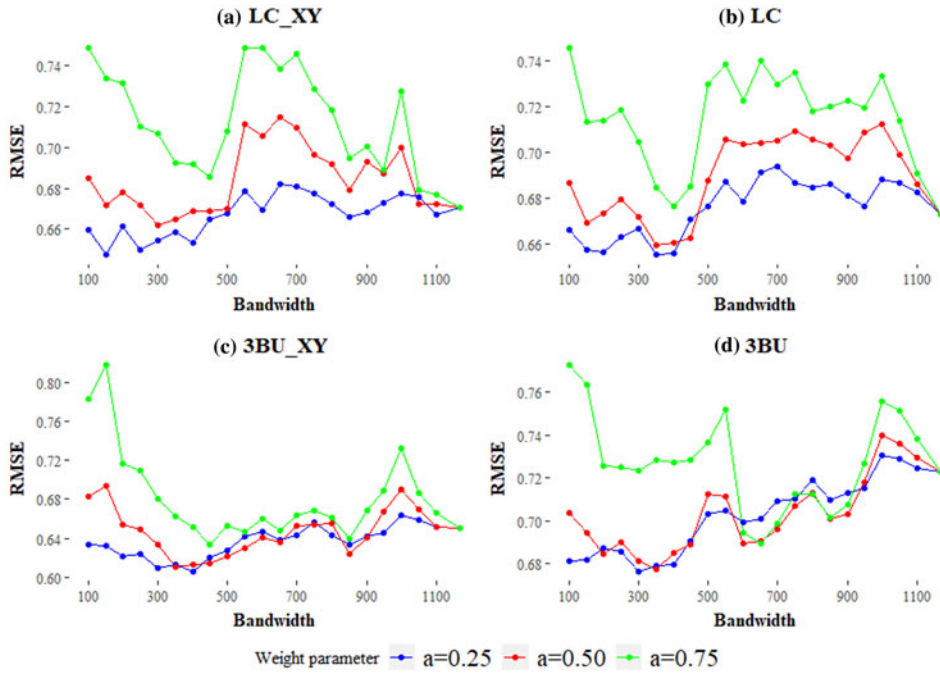 (a) LC_XY
(b) LC
RMSE
0.74
0.72
0.70
0.68
0.66
100 300 500 700 900 1100
Bandwidth
RMSE
0.74
0.72
0.70
0.68
0.66
100 300 500 700 900 1100
Bandwidth
(c) 3BU_XY
(d) 3BU
RMSE
0.80
0.76
0.72
0.68
0.64
0.60
100 300 500 700 900 1100
Bandwidth
RMSE
0.76
0.74
0.72
0.70
0.68
100 300 500 700 900 1100
Bandwidth
Weight parameter a=0.25 a=0.50 a=0.75